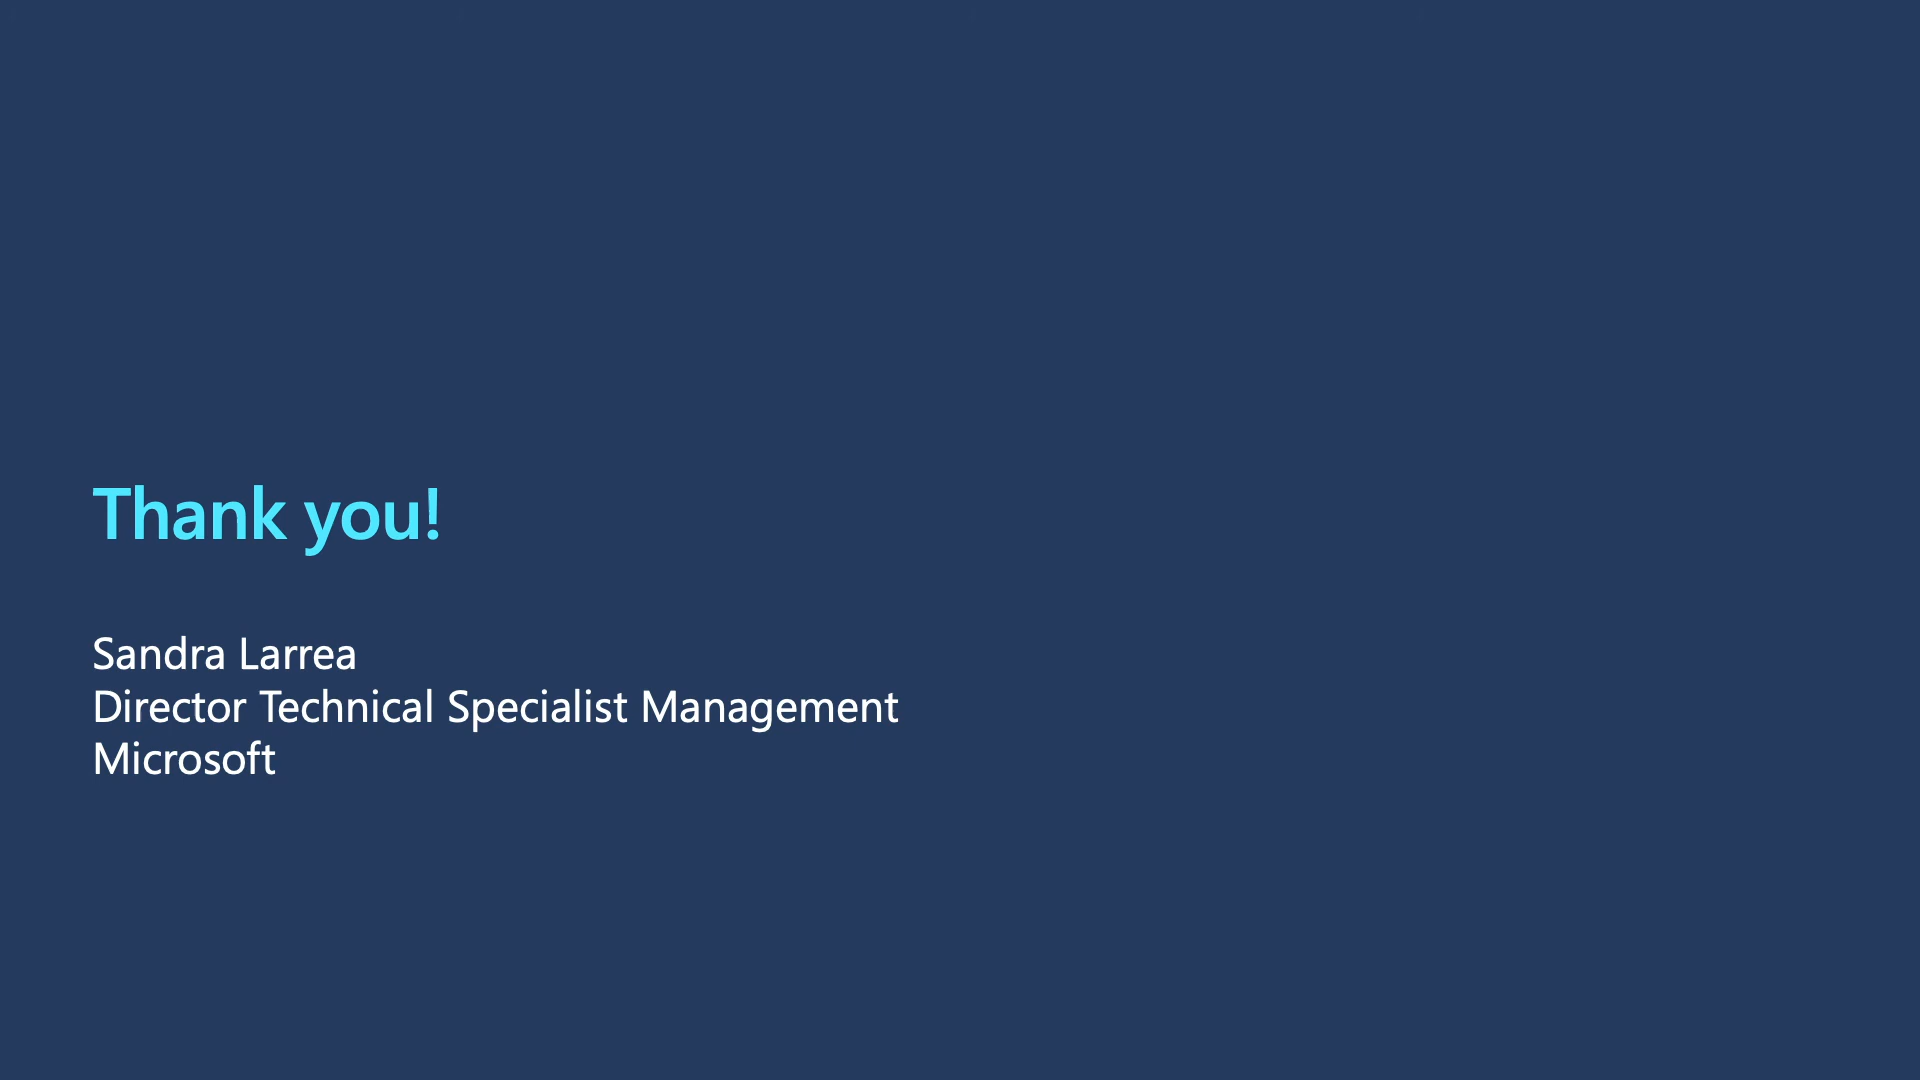 Thank you!
Sandra Larrea
Director Technical Specialist Management
Microsoft